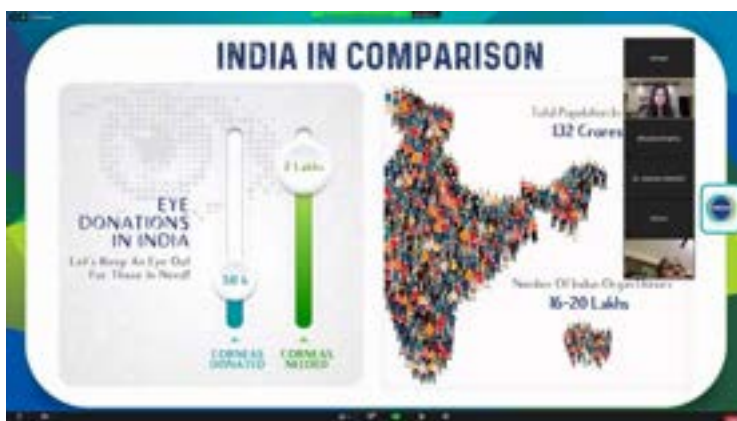 INDIA IN COMPARISON
EYE
DONATIONS
IN INDIA
Let's Keep An Eye Out
For Those In Need!
2 Lakhs
50 k
CORNEAS
DONATED
CORNEAS
NEEDED
Total Population
132 Crores
Number Of Indian Organ Donors
16-20 Lakhs